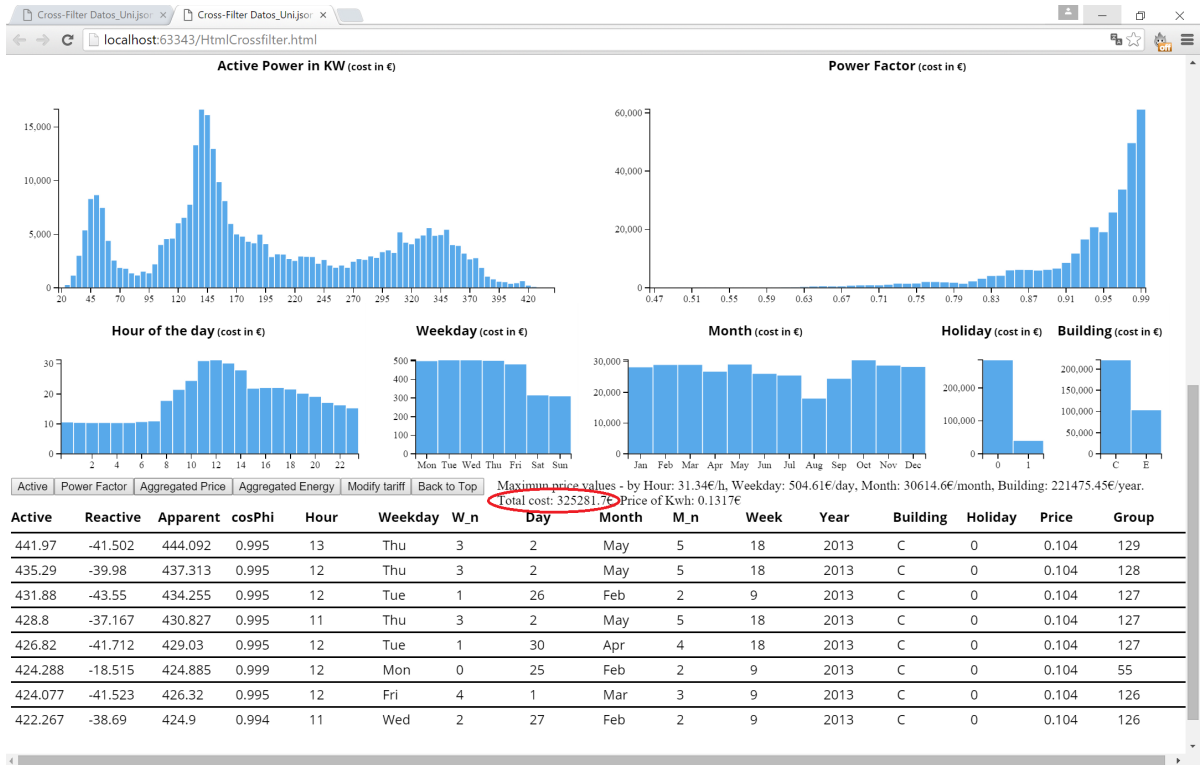 Cross-Filter Datos_Uni.json × Cross-Filter Datos_Uni.json ×
localhost:63343/HtmlCrossfilter.html off
Active Power in KW (cost in €) Power Factor (cost in €)
15,000
10,000
5,000
0
20 45 70 95 120 145 170 195 220 245 270 295 320 345 370 395 420
60,000
40,000
20,000
0
0.47 0.51 0.55 0.59 0.63 0.67 0.71 0.75 0.79 0.83 0.87 0.91 0.95 0.99
Hour of the day (cost in €) Weekday (cost in €) Month (cost in €) Holiday (cost in €) Building (cost in €)
30
20
10
0
2 4 6 8 10 12 14 16 18 20 22
500
400
300
200
100
0
Mon Tue Wed Thu Fri Sat Sun
30,000
20,000
10,000
0
Jan Feb Mar Apr May Jun Jul Aug Sep Oct Nov Dec
200,000
100,000
0
0 1
200,000
150,000
100,000
50,000
0
C E
Active Power Factor Aggregated Price Aggregated Energy Modify tariff Back to Top
Maximun price values - by Hour: 31.34€/h, Weekday: 504.61€/day, Month: 30614.6€/month, Building: 221475.45€/year.
Total cost: 325281.7€ Price of Kwh: 0.1317€
Active Reactive Apparent cosPhi Hour Weekday W_n Day Month M_n Week Year Building Holiday Price Group
441.97 -41.502 444.092 0.995 13 Thu 3 2 May 5 18 2013 C 0 0.104 129
435.29 -39.98 437.313 0.995 12 Thu 3 2 May 5 18 2013 C 0 0.104 128
431.88 -43.55 434.255 0.995 12 Tue 1 26 Feb 2 9 2013 C 0 0.104 127
428.8 -37.167 430.827 0.995 11 Thu 3 2 May 5 18 2013 C 0 0.104 127
426.82 -41.712 429.03 0.995 12 Tue 1 30 Apr 4 18 2013 C 0 0.104 127
424.288 -18.515 424.885 0.999 12 Mon 0 25 Feb 2 9 2013 C 0 0.104 55
424.077 -41.523 426.32 0.995 12 Fri 4 1 Mar 3 9 2013 C 0 0.104 126
422.267 -38.69 424.9 0.994 11 Wed 2 27 Feb 2 9 2013 C 0 0.104 126